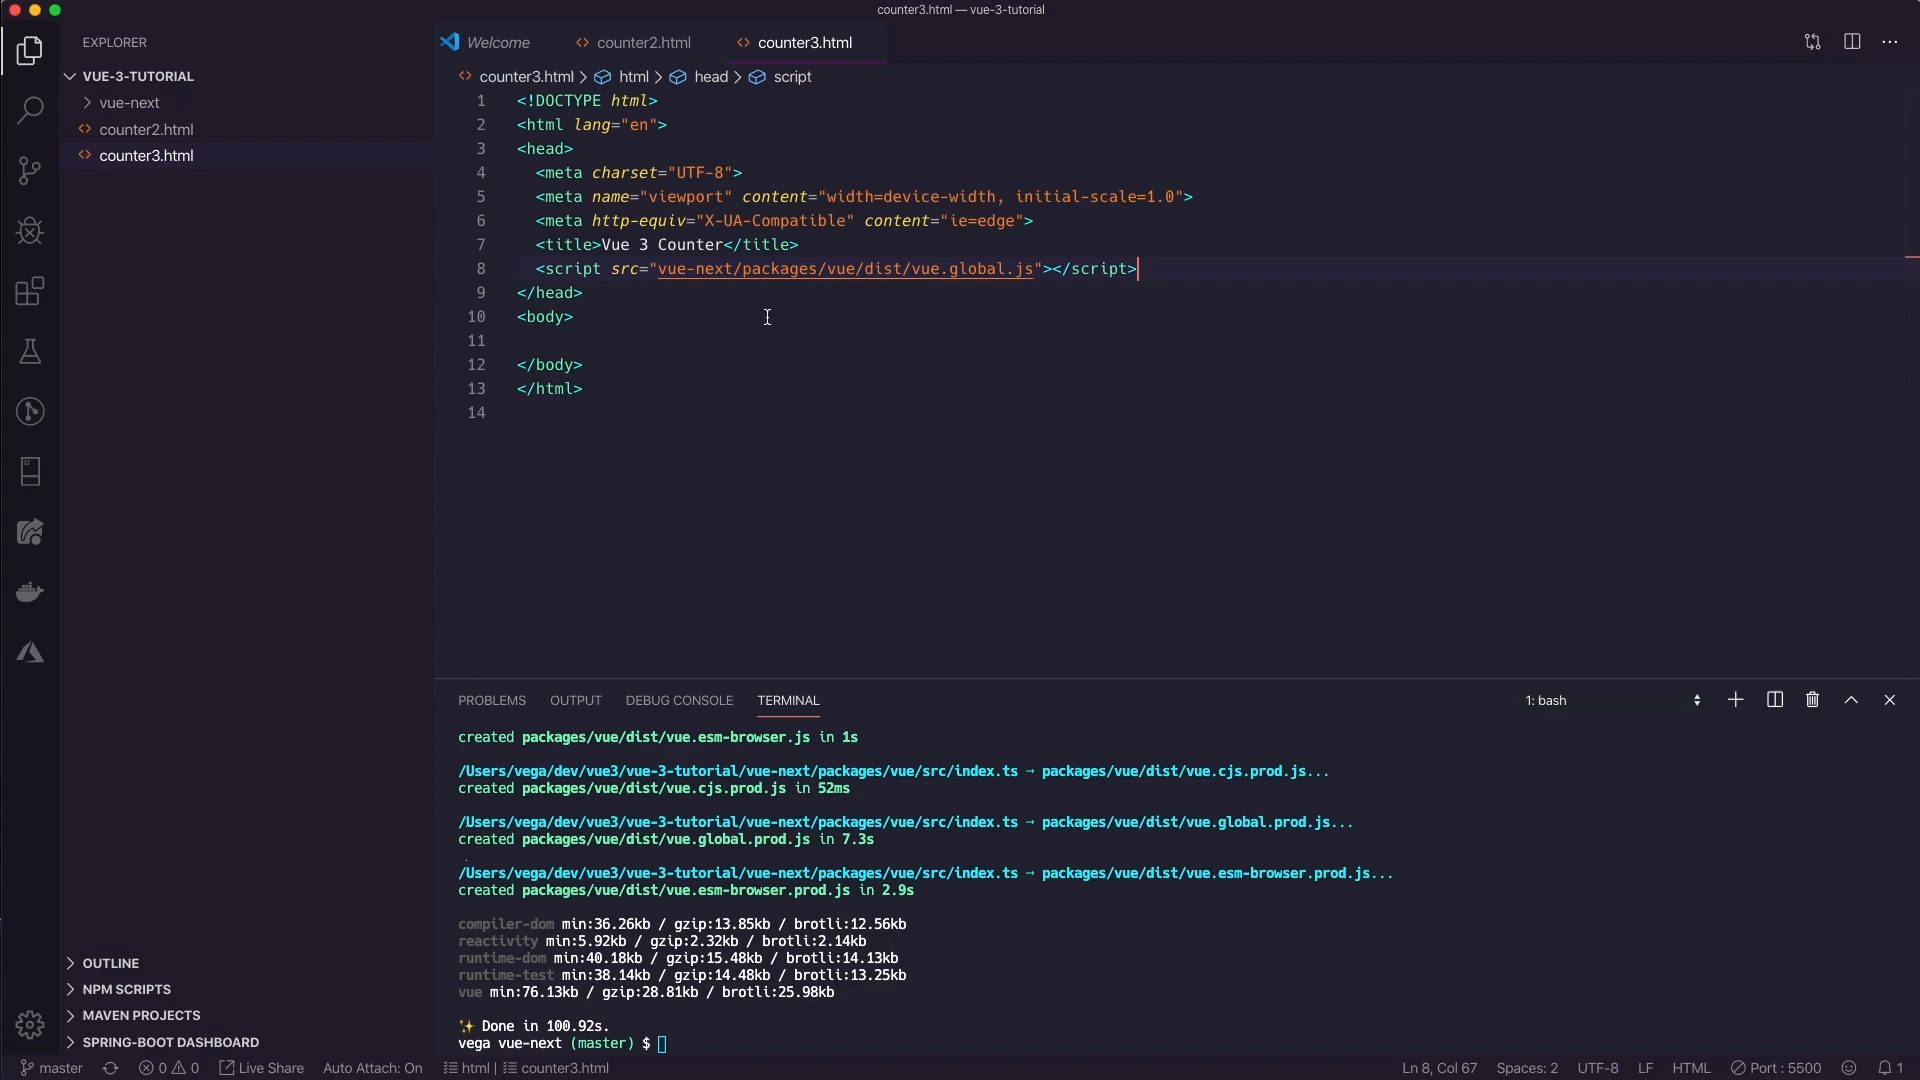 counter3.html — vue-3-tutorial
EXPLORER
Welcome
counter2.html
counter3.html
VUE-3-TUTORIAL
vue-next
counter2.html
counter3.html
counter3.html > html > head > script
1 <!DOCTYPE html>
2 <html lang="en">
3 <head>
4 <meta charset="UTF-8">
5 <meta name="viewport" content="width=device-width, initial-scale=1.0">
6 <meta http-equiv="X-UA-Compatible" content="ie=edge">
7 <title>Vue 3 Counter</title>
8 <script src="vue-next/packages/vue/dist/vue.global.js"></script>
9 </head>
10 <body>
11
12 </body>
13 </html>
14
PROBLEMS OUTPUT DEBUG CONSOLE TERMINAL
1: bash
created packages/vue/dist/vue.esm-browser.js in 1s
/Users/vega/dev/vue3/vue-3-tutorial/vue-next/packages/vue/src/index.ts → packages/vue/dist/vue.cjs.prod.js...
created packages/vue/dist/vue.cjs.prod.js in 52ms
/Users/vega/dev/vue3/vue-3-tutorial/vue-next/packages/vue/src/index.ts → packages/vue/dist/vue.global.prod.js...
created packages/vue/dist/vue.global.prod.js in 7.3s
/Users/vega/dev/vue3/vue-3-tutorial/vue-next/packages/vue/src/index.ts → packages/vue/dist/vue.esm-browser.prod.js...
created packages/vue/dist/vue.esm-browser.prod.js in 2.9s
compiler-dom min:36.26kb / gzip:13.85kb / brotli:12.56kb
reactivity min:5.92kb / gzip:2.32kb / brotli:2.14kb
runtime-dom min:40.18kb / gzip:15.48kb / brotli:14.13kb
runtime-test min:38.14kb / gzip:14.48kb / brotli:13.25kb
vue min:76.13kb / gzip:28.81kb / brotli:25.98kb
✨ Done in 100.92s.
vega vue-next (master) $
OUTLINE
NPM SCRIPTS
MAVEN PROJECTS
SPRING-BOOT DASHBOARD
master 0 0 Live Share Auto Attach: On html | counter3.html
Ln 8, Col 67 Spaces: 2 UTF-8 LF HTML Port : 5500 1